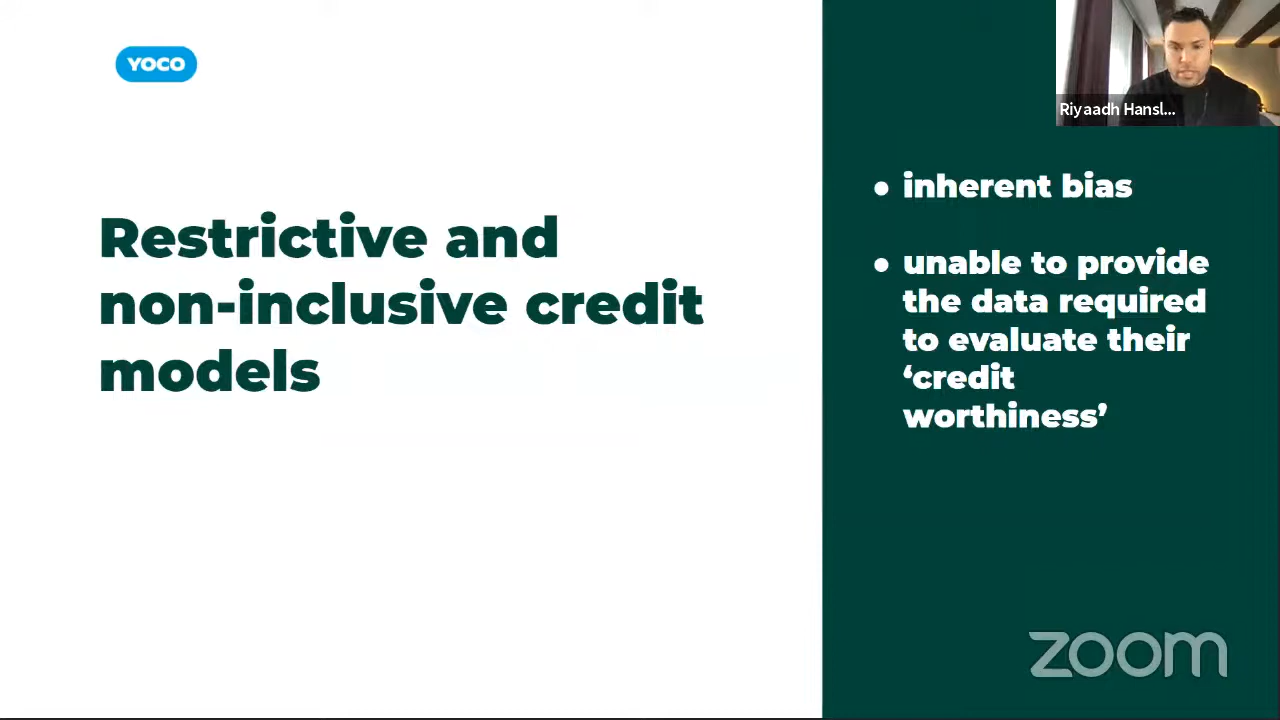 YOCO
Restrictive and
non-inclusive credit
models
Riyaadh Hansl...
• inherent bias
• unable to provide
the data required
to evaluate their
‘credit
worthiness’
zoom